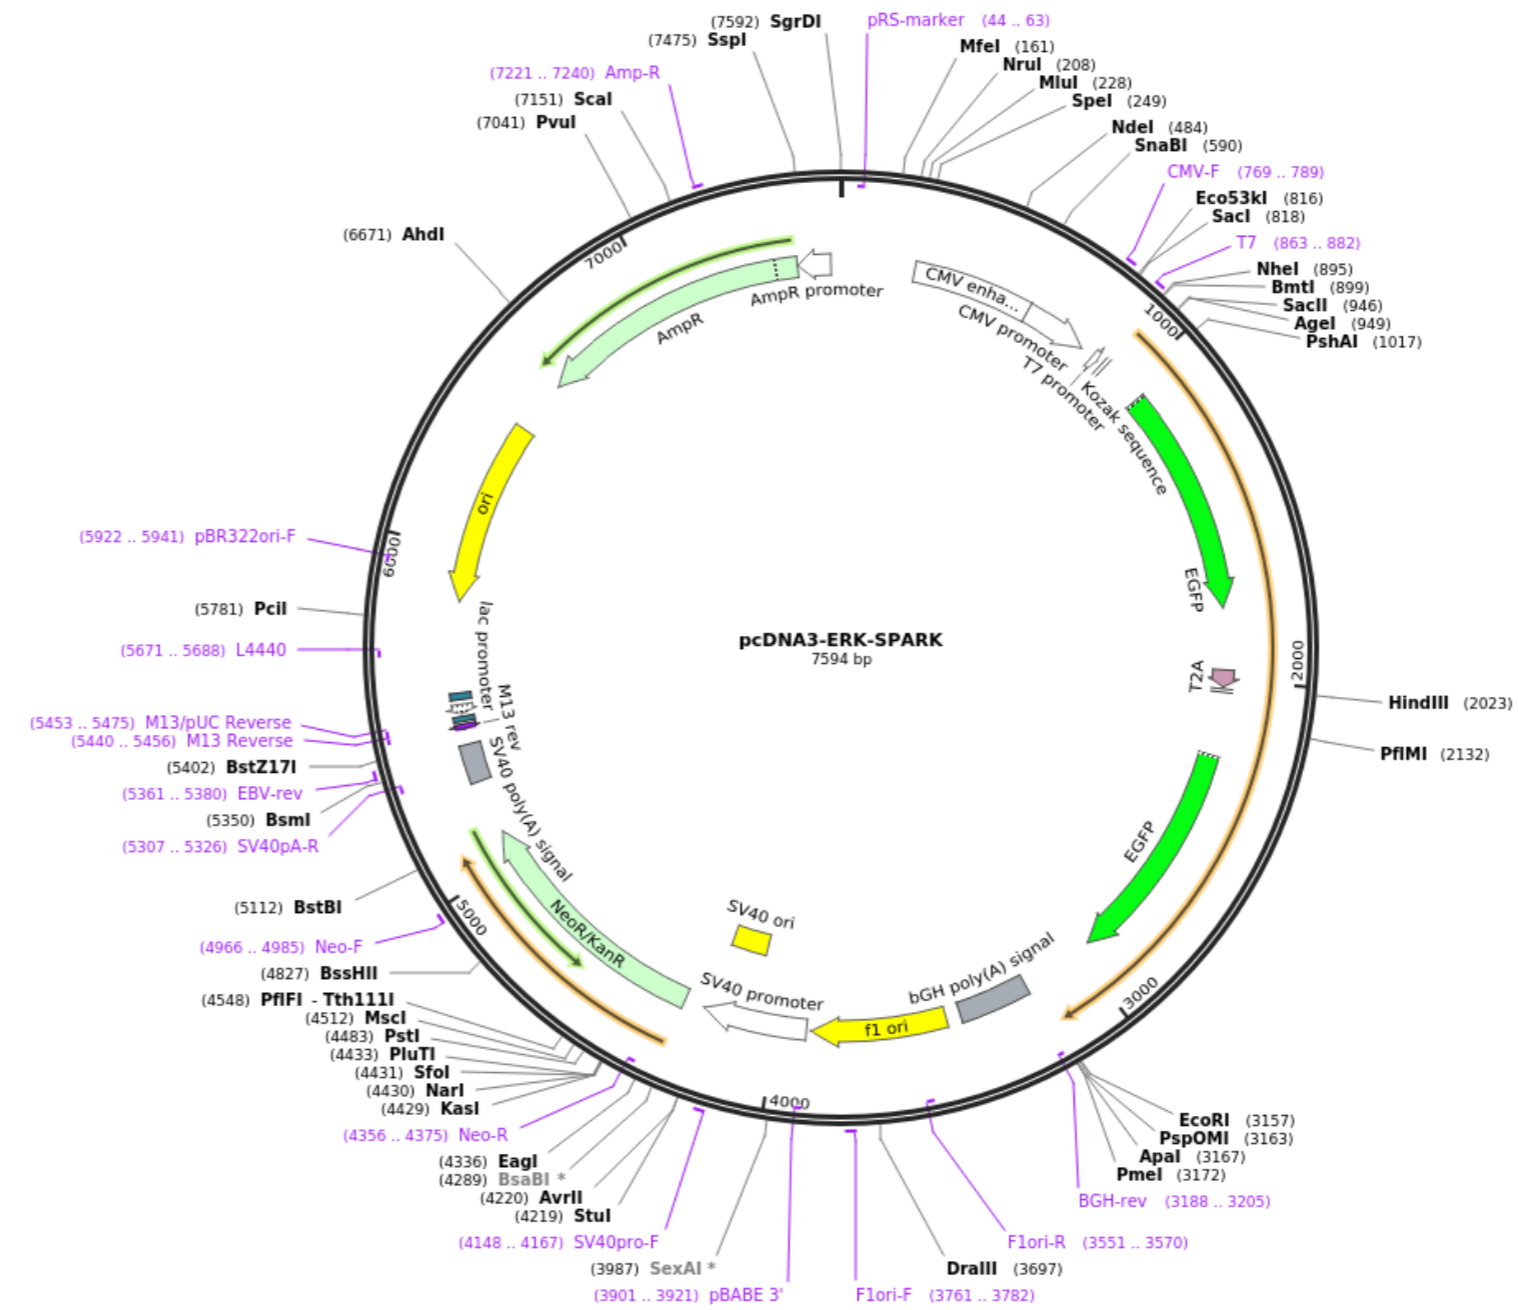 (7592) SgrDI
(7475) SspI
(7221 .. 7240) Amp-R
(7151) ScaI
(7041) PvuI
(6671) AhdI
pRS-marker (44 .. 63)
MfeI (161)
NruI (208)
MluI (228)
SpeI (249)
NdeI (484)
SnaBI (590)
CMV-F (769 .. 789)
Eco53kI (816)
SacI (818)
T7 (863 .. 882)
NheI (895)
BmtI (899)
SacII (946)
AgeI (949)
PshAI (1017)
7000
1000
AmpR promoter
AmpR
CMV enha...
CMV promoter
T7 promoter
Kozak sequence
EGFP
ori
(5922 .. 5941) pBR322ori-F
6000
(5781) PciI
(5671 .. 5688) L4440
lac promoter
M13 rev
pcDNA3-ERK-SPARK
7594 bp
T2A
2000
HindIII (2023)
PflMI (2132)
(5453 .. 5475) M13/pUC Reverse
(5440 .. 5456) M13 Reverse
(5402) BstZ17I
(5361 .. 5380) EBV-rev
(5350) BsmI
(5307 .. 5326) SV40pA-R
SV40 poly(A) signal
EGFP
(5112) BstBI
(4966 .. 4985) Neo-F
5000
NeoR/KanR
SV40 ori
SV40 promoter
f1 ori
bGH poly(A) signal
3000
4000
(4827) BssHII
(4548) PflFI - Tth111I
(4512) MscI
(4483) PstI
(4433) PluTI
(4431) SfoI
(4430) NarI
(4429) KasI
(4356 .. 4375) Neo-R
(4336) EagI
(4289) BsaBI *
(4220) AvrII
(4219) StuI
(4148 .. 4167) SV40pro-F
(3987) SexAI *
(3901 .. 3921) pBABE 3'
EcoRI (3157)
PspOMI (3163)
ApaI (3167)
PmeI (3172)
BGH-rev (3188 .. 3205)
F1ori-R (3551 .. 3570)
DraIII (3697)
F1ori-F (3761 .. 3782)